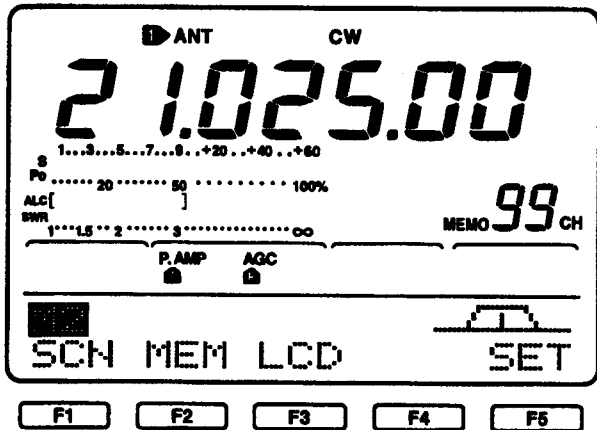 1 ANT CW
21.025.00
S 1...3...5...7...9..+20..+40..+60
Po ...... 20 ....... 50 ........... 100%
ALC[ ]
SWR 1····1.5··2······3··············∞
MEMO 99 CH
P. AMP AGC
SCN MEM LCD SET
F1 F2 F3 F4 F5